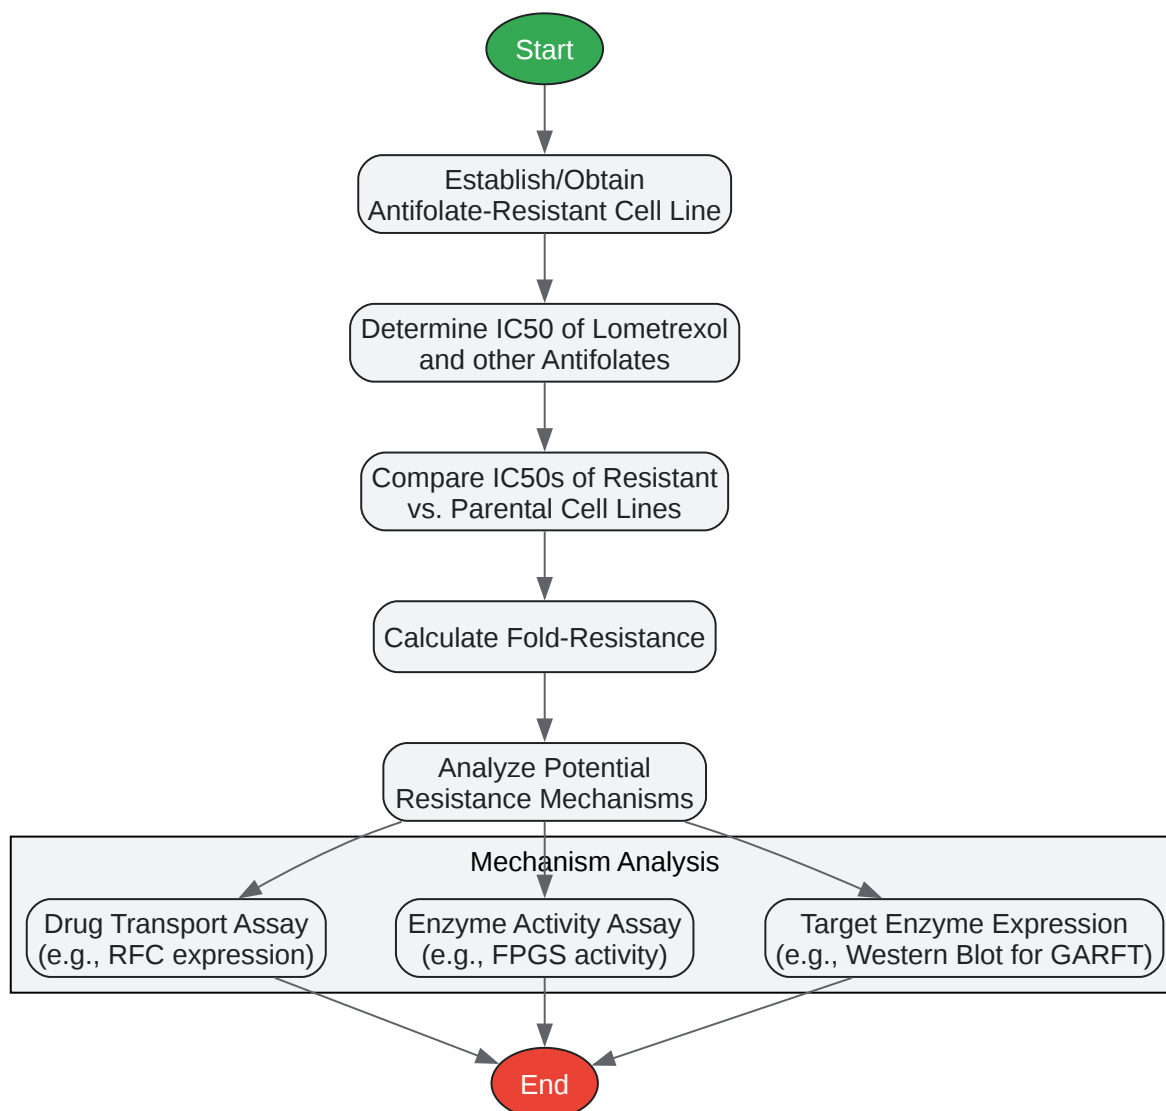 Start
Establish/Obtain
Antifolate-Resistant Cell Line
Determine IC50 of Lometrexol
and other Antifolates
Compare IC50s of Resistant
vs. Parental Cell Lines
Calculate Fold-Resistance
Analyze Potential
Resistance Mechanisms
Mechanism Analysis
Drug Transport Assay
(e.g., RFC expression)
Enzyme Activity Assay
(e.g., FPGS activity)
Target Enzyme Expression
(e.g., Western Blot for GARFT)
End